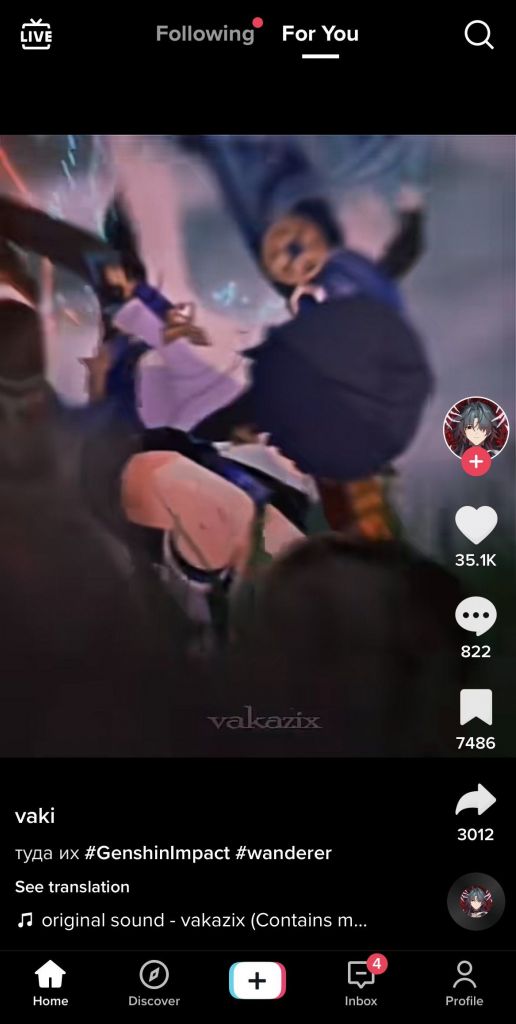 LIVE
Following
For You
35.1K
822
7486
3012
vakazix
vaki
туда их #GenshinImpact #wanderer
See translation
original sound - vakazix (Contains m...
Home
Discover
4
Inbox
Profile